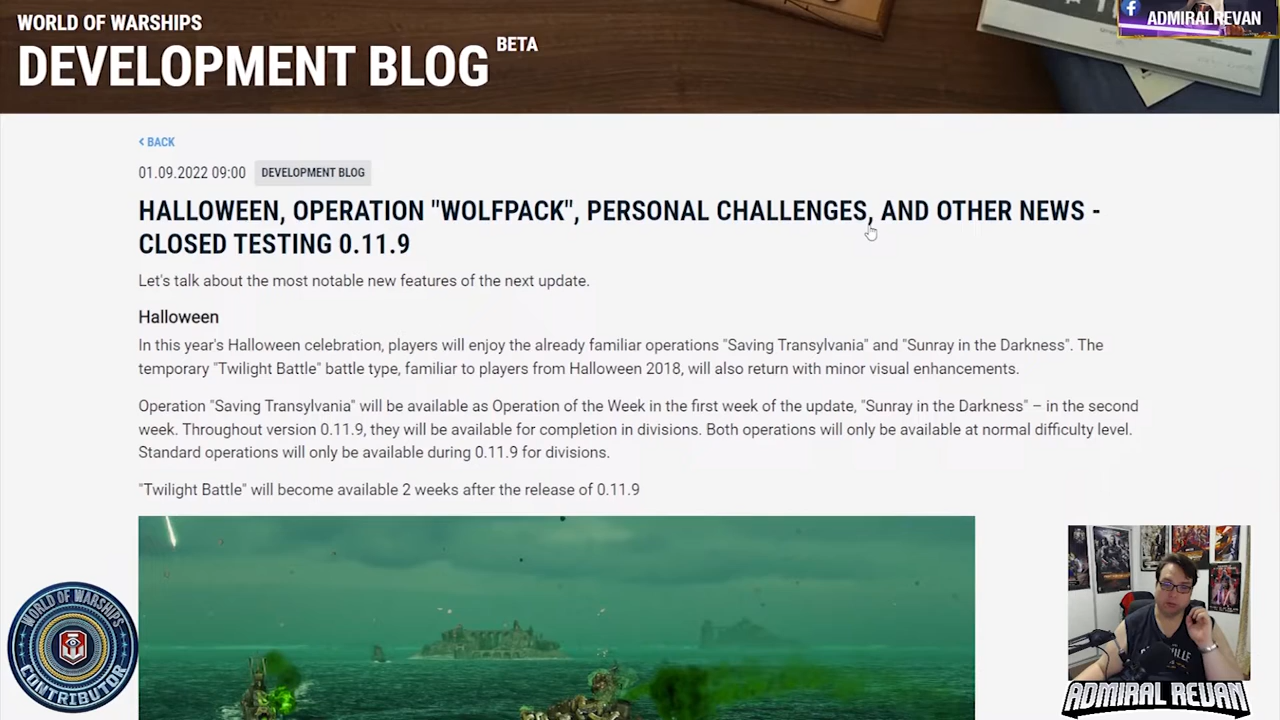 WORLD OF WARSHIPS
DEVELOPMENT BLOG BETA
ADMIRALREVAN
BACK
01.09.2022 09:00 DEVELOPMENT BLOG
HALLOWEEN, OPERATION "WOLFPACK", PERSONAL CHALLENGES, AND OTHER NEWS -
CLOSED TESTING 0.11.9
Let's talk about the most notable new features of the next update.
Halloween
In this year's Halloween celebration, players will enjoy the already familiar operations "Saving Transylvania" and "Sunray in the Darkness". The
temporary "Twilight Battle" battle type, familiar to players from Halloween 2018, will also return with minor visual enhancements.
Operation "Saving Transylvania" will be available as Operation of the Week in the first week of the update, "Sunray in the Darkness" – in the second
week. Throughout version 0.11.9, they will be available for completion in divisions. Both operations will only be available at normal difficulty level.
Standard operations will only be available during 0.11.9 for divisions.
"Twilight Battle" will become available 2 weeks after the release of 0.11.9
WORLD OF WARSHIPS
CONTRIBUTOR
ADMIRAL REVAN